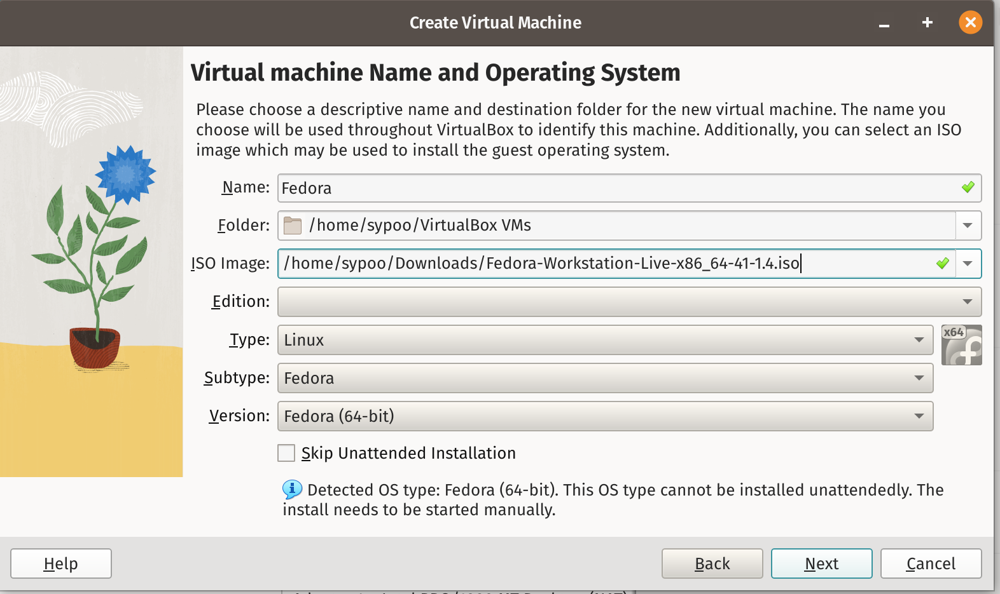 Create Virtual Machine
Virtual machine Name and Operating System
Please choose a descriptive name and destination folder for the new virtual machine. The name you
choose will be used throughout VirtualBox to identify this machine. Additionally, you can select an ISO
image which may be used to install the guest operating system.
Name: Fedora
Folder: /home/sypoo/VirtualBox VMs
ISO Image: /home/sypoo/Downloads/Fedora-Workstation-Live-x86_64-41-1.4.iso
Edition:
Type: Linux
x64
Subtype: Fedora
Version: Fedora (64-bit)
Skip Unattended Installation
Detected OS type: Fedora (64-bit). This OS type cannot be installed unattendedly. The
install needs to be started manually.
Help Back Next Cancel